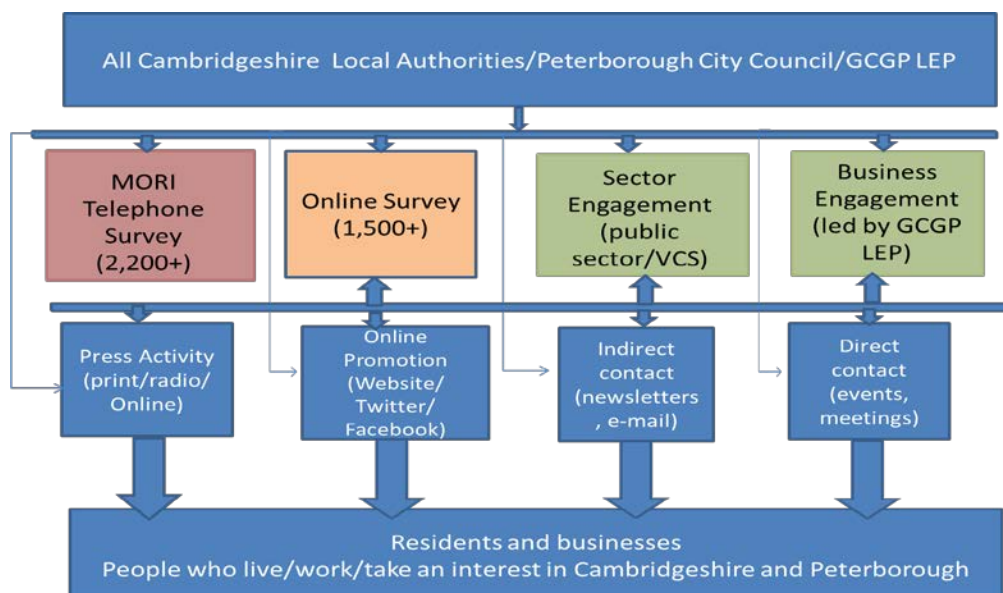 All Cambridgeshire Local Authorities/Peterborough City Council/GCGP LEP
MORI
Telephone
Survey
(2,200+)
Online Survey
(1,500+)
Sector
Engagement
(public
sector/VCS)
Business
Engagement
(led by GCGP
LEP)
Press Activity
(print/radio/
Online)
Online
Promotion
(Website/
Twitter/
Facebook)
Indirect
contact
(newsletters
, e-mail)
Direct
contact
(events,
meetings)
Residents and businesses
People who live/work/take an interest in Cambridgeshire and Peterborough